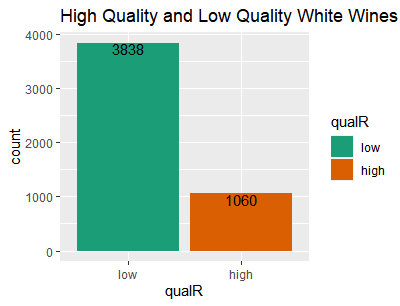 High Quality and Low Quality White Wines
4000
3000
2000
1000
0
count
3838
1060
low
high
qualR
qualR
low
high